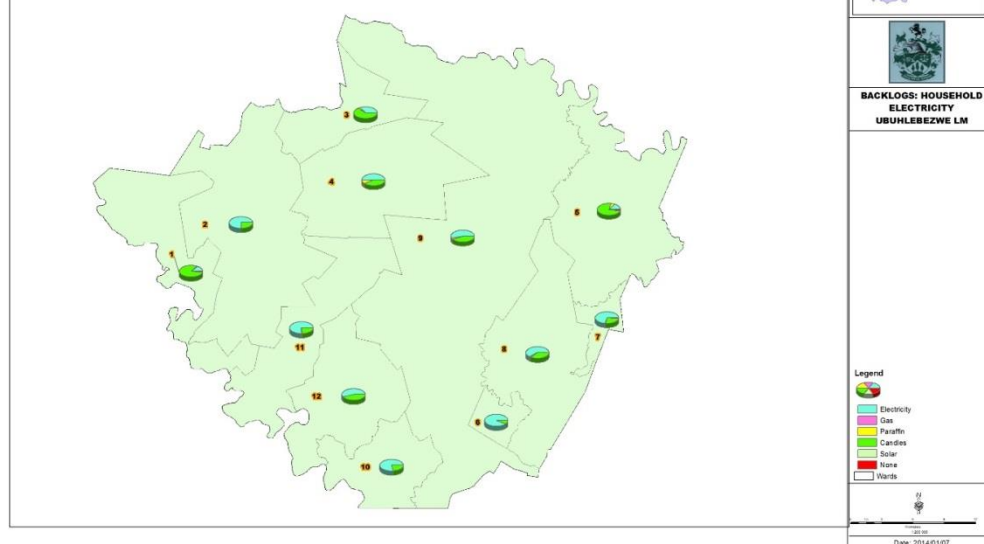 BACKLOGS: HOUSEHOLD
ELECTRICITY
UBUHLEBEZWE LM
3
4
5
2
9
1
7
11
8
12
6
10
Legend
Electricity
Gas
Paraffin
Candles
Solar
None
Wards
N
Date: 2014/01/07